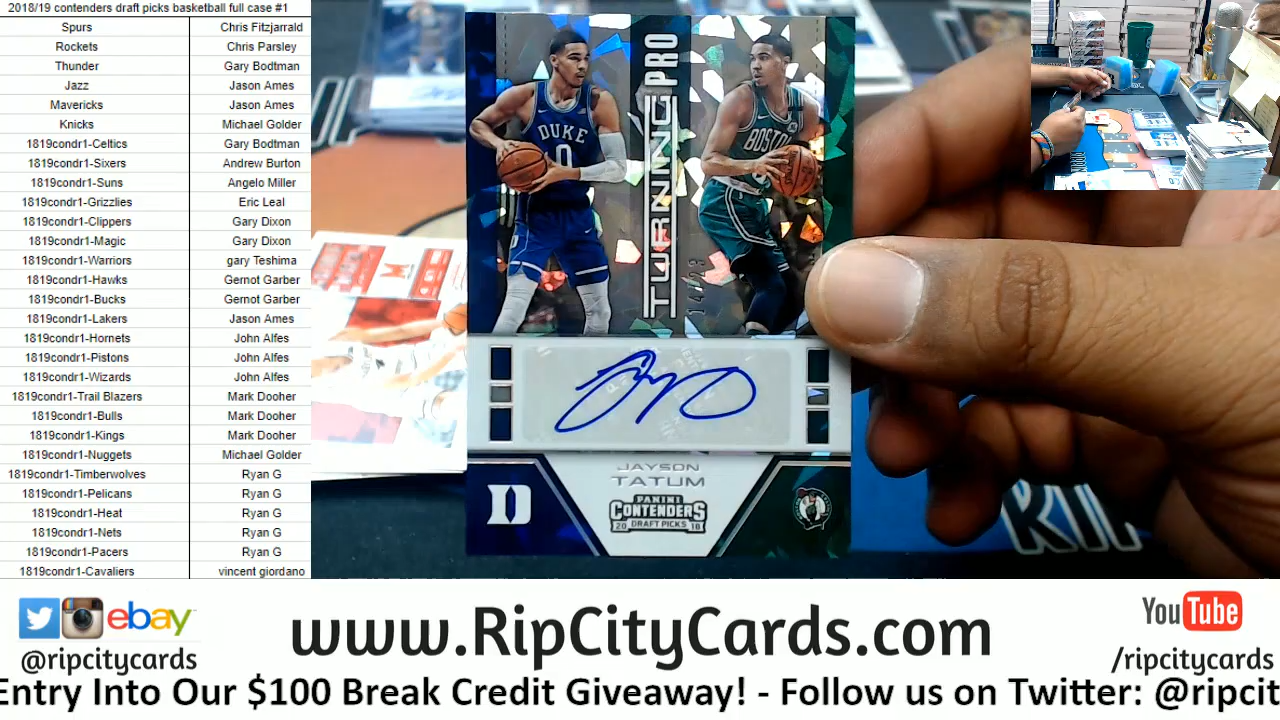 2018/19 contenders draft picks basketball full case #1
Spurs Chris Fitzjarrald
Rockets Chris Parsley
Thunder Gary Bodtman
Jazz Jason Ames
Mavericks Jason Ames
Knicks Michael Golder
1819condr1-Celtics Gary Bodtman
1819condr1-Sixers Andrew Burton
1819condr1-Suns Angelo Miller
1819condr1-Grizzlies Eric Leal
1819condr1-Clippers Gary Dixon
1819condr1-Magic Gary Dixon
1819condr1-Warriors gary Teshima
1819condr1-Hawks Gernot Garber
1819condr1-Bucks Gernot Garber
1819condr1-Lakers Jason Ames
1819condr1-Hornets John Alfes
1819condr1-Pistons John Alfes
1819condr1-Wizards John Alfes
1819condr1-Trail Blazers Mark Dooher
1819condr1-Bulls Mark Dooher
1819condr1-Kings Mark Dooher
1819condr1-Nuggets Michael Golder
1819condr1-Timberwolves Ryan G
1819condr1-Pelicans Ryan G
1819condr1-Heat Ryan G
1819condr1-Nets Ryan G
1819condr1-Pacers Ryan G
1819condr1-Cavaliers vincent giordano
TURNING PRO
DUKE
0
BOSTON
14/23
JAYSON
TATUM
PANINI
CONTENDERS
20 DRAFT PICKS 18
D
RIP
ebay
@ripcitycards
www.RipCityCards.com
YouTube
/ripcitycards
Entry Into Our $100 Break Credit Giveaway! - Follow us on Twitter: @ripcit